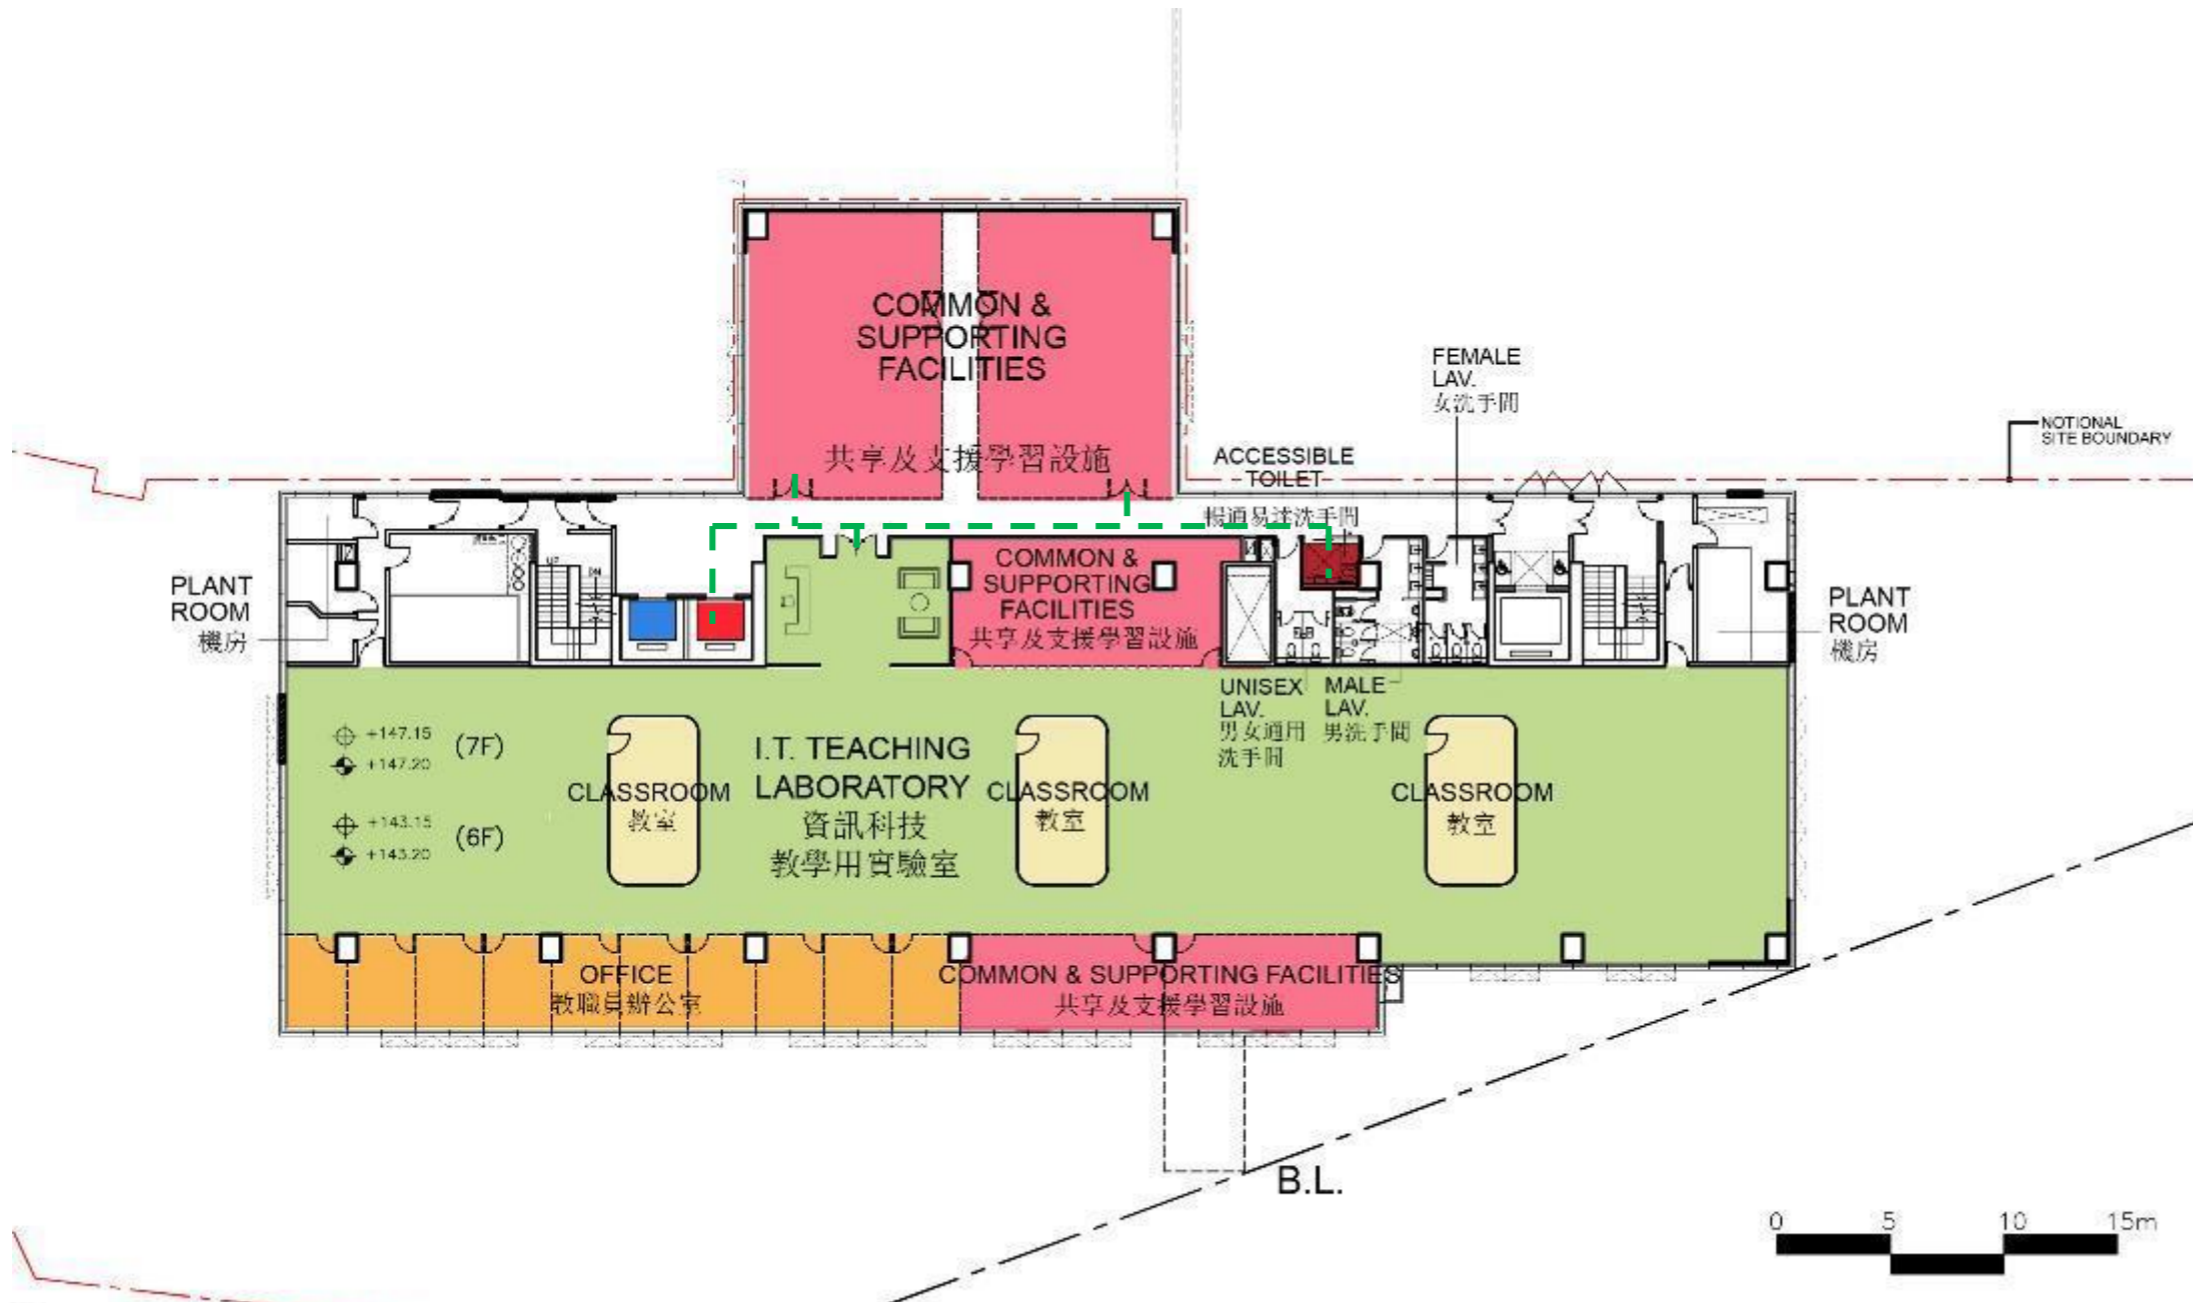 COMMON &
SUPPORTING
FACILITIES
共享及支援學習設施
FEMALE
LAV.
女洗手間
NOTIONAL
SITE BOUNDARY
ACCESSIBLE
TOILET
暢通易達洗手間
PLANT
ROOM
機房
UP
DN
COMMON &
SUPPORTING
FACILITIES
共享及支援學習設施
PLANT
ROOM
機房
UNISEX
LAV.
男女通用
洗手間
MALE
LAV.
男洗手間
+147.15
(7F)
+147.20
+143.15
(6F)
+143.20
CLASSROOM
教室
I.T. TEACHING
LABORATORY
資訊科技
教學用實驗室
CLASSROOM
教室
CLASSROOM
教室
OFFICE
教職員辦公室
COMMON & SUPPORTING FACILITIES
共享及支援學習設施
B.L.
0 5 10 15m